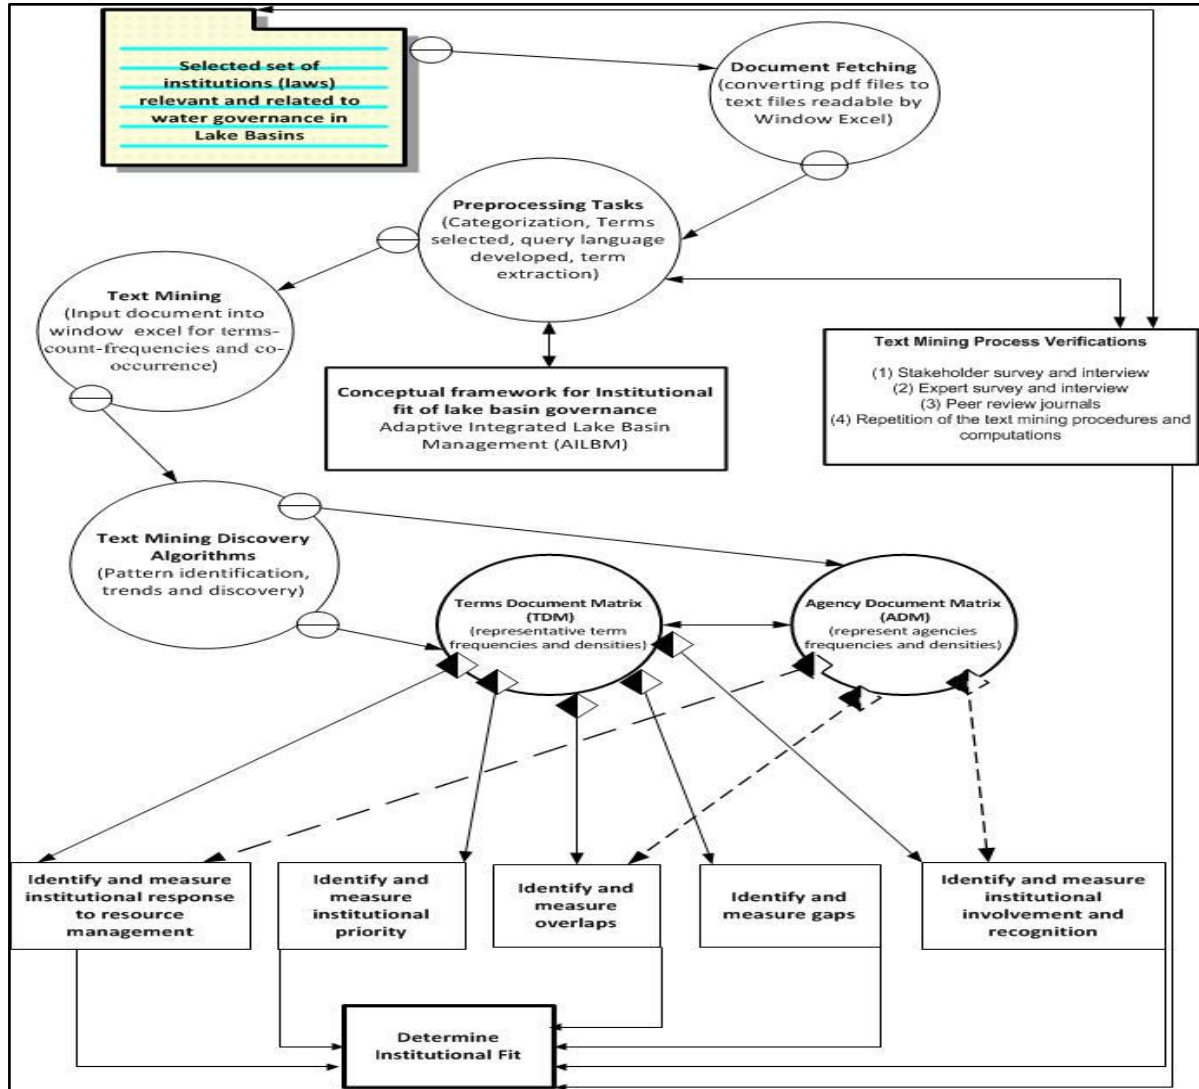 Selected set of
institutions (laws)
relevant and related to
water governance in
Lake Basins
Document Fetching
(converting pdf files to
text files readable by
Window Excel)
Preprocessing Tasks
(Categorization, Terms
selected, query language
developed, term
extraction)
Text Mining
(Input document into
window excel for terms-
count-frequencies and co-
occurrence)
Text Mining Process Verifications
(1) Stakeholder survey and interview
(2) Expert survey and interview
(3) Peer review journals
(4) Repetition of the text mining procedures and
computations
Conceptual framework for Institutional
fit of lake basin governance
Adaptive Integrated Lake Basin
Management (AILBM)
Text Mining Discovery
Algorithms
(Pattern identification,
trends and discovery)
Terms Document Matrix
(TDM)
(representative term
frequencies and densities)
Agency Document Matrix
(ADM)
(represent agencies
frequencies and densities)
Identify and measure
institutional response
to resource
management
Identify and
measure
institutional
priority
Identify and
measure
overlaps
Identify and
measure gaps
Identify and measure
institutional
involvement and
recognition
Determine
Institutional Fit